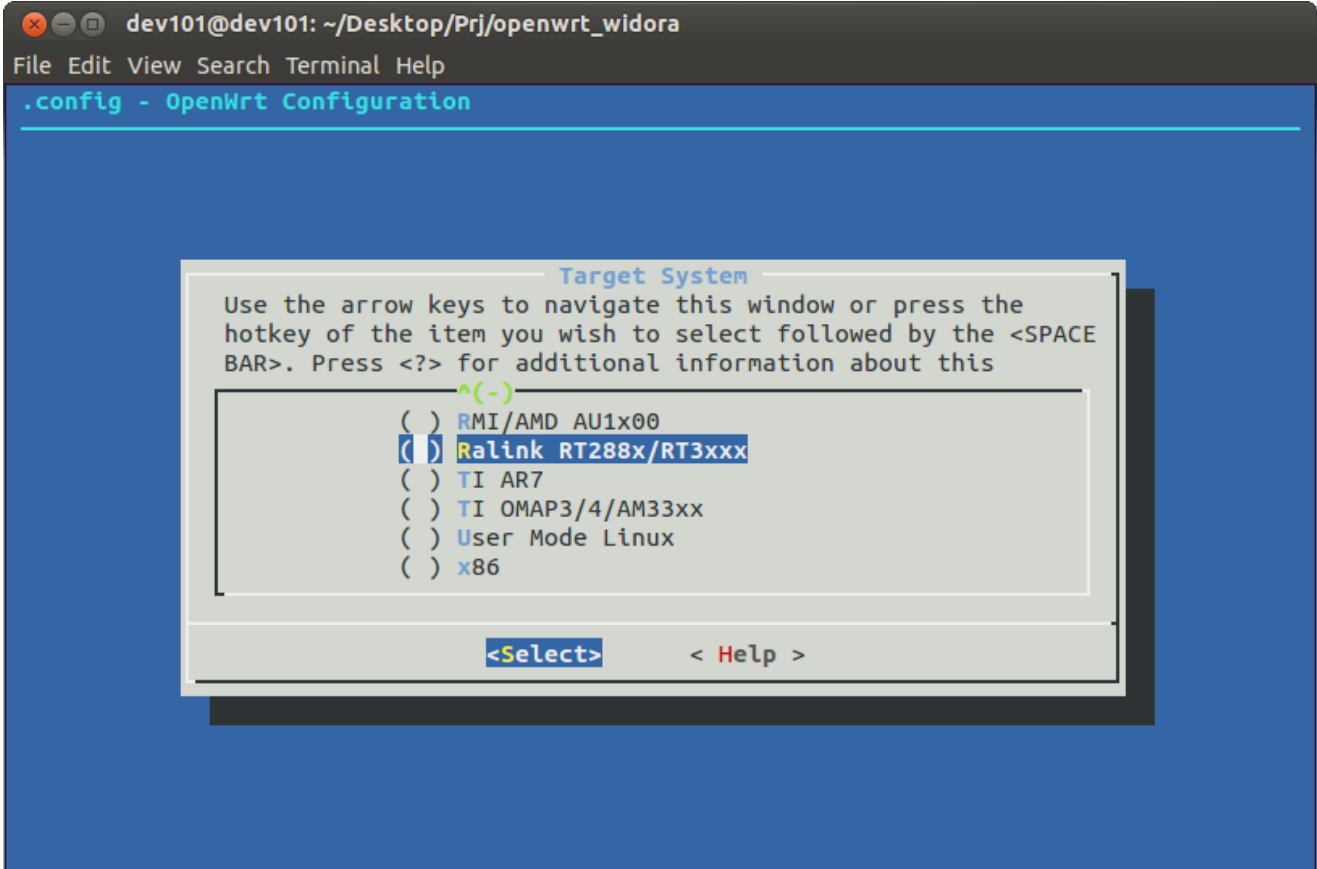 dev101@dev101: ~/Desktop/Prj/openwrt_widora
File Edit View Search Terminal Help
.config - OpenWrt Configuration
Target System
Use the arrow keys to navigate this window or press the
hotkey of the item you wish to select followed by the <SPACE
BAR>. Press <?> for additional information about this
^(-)
( ) RMI/AMD AU1x00
( ) Ralink RT288x/RT3xxx
( ) TI AR7
( ) TI OMAP3/4/AM33xx
( ) User Mode Linux
( ) x86
<Select> < Help >